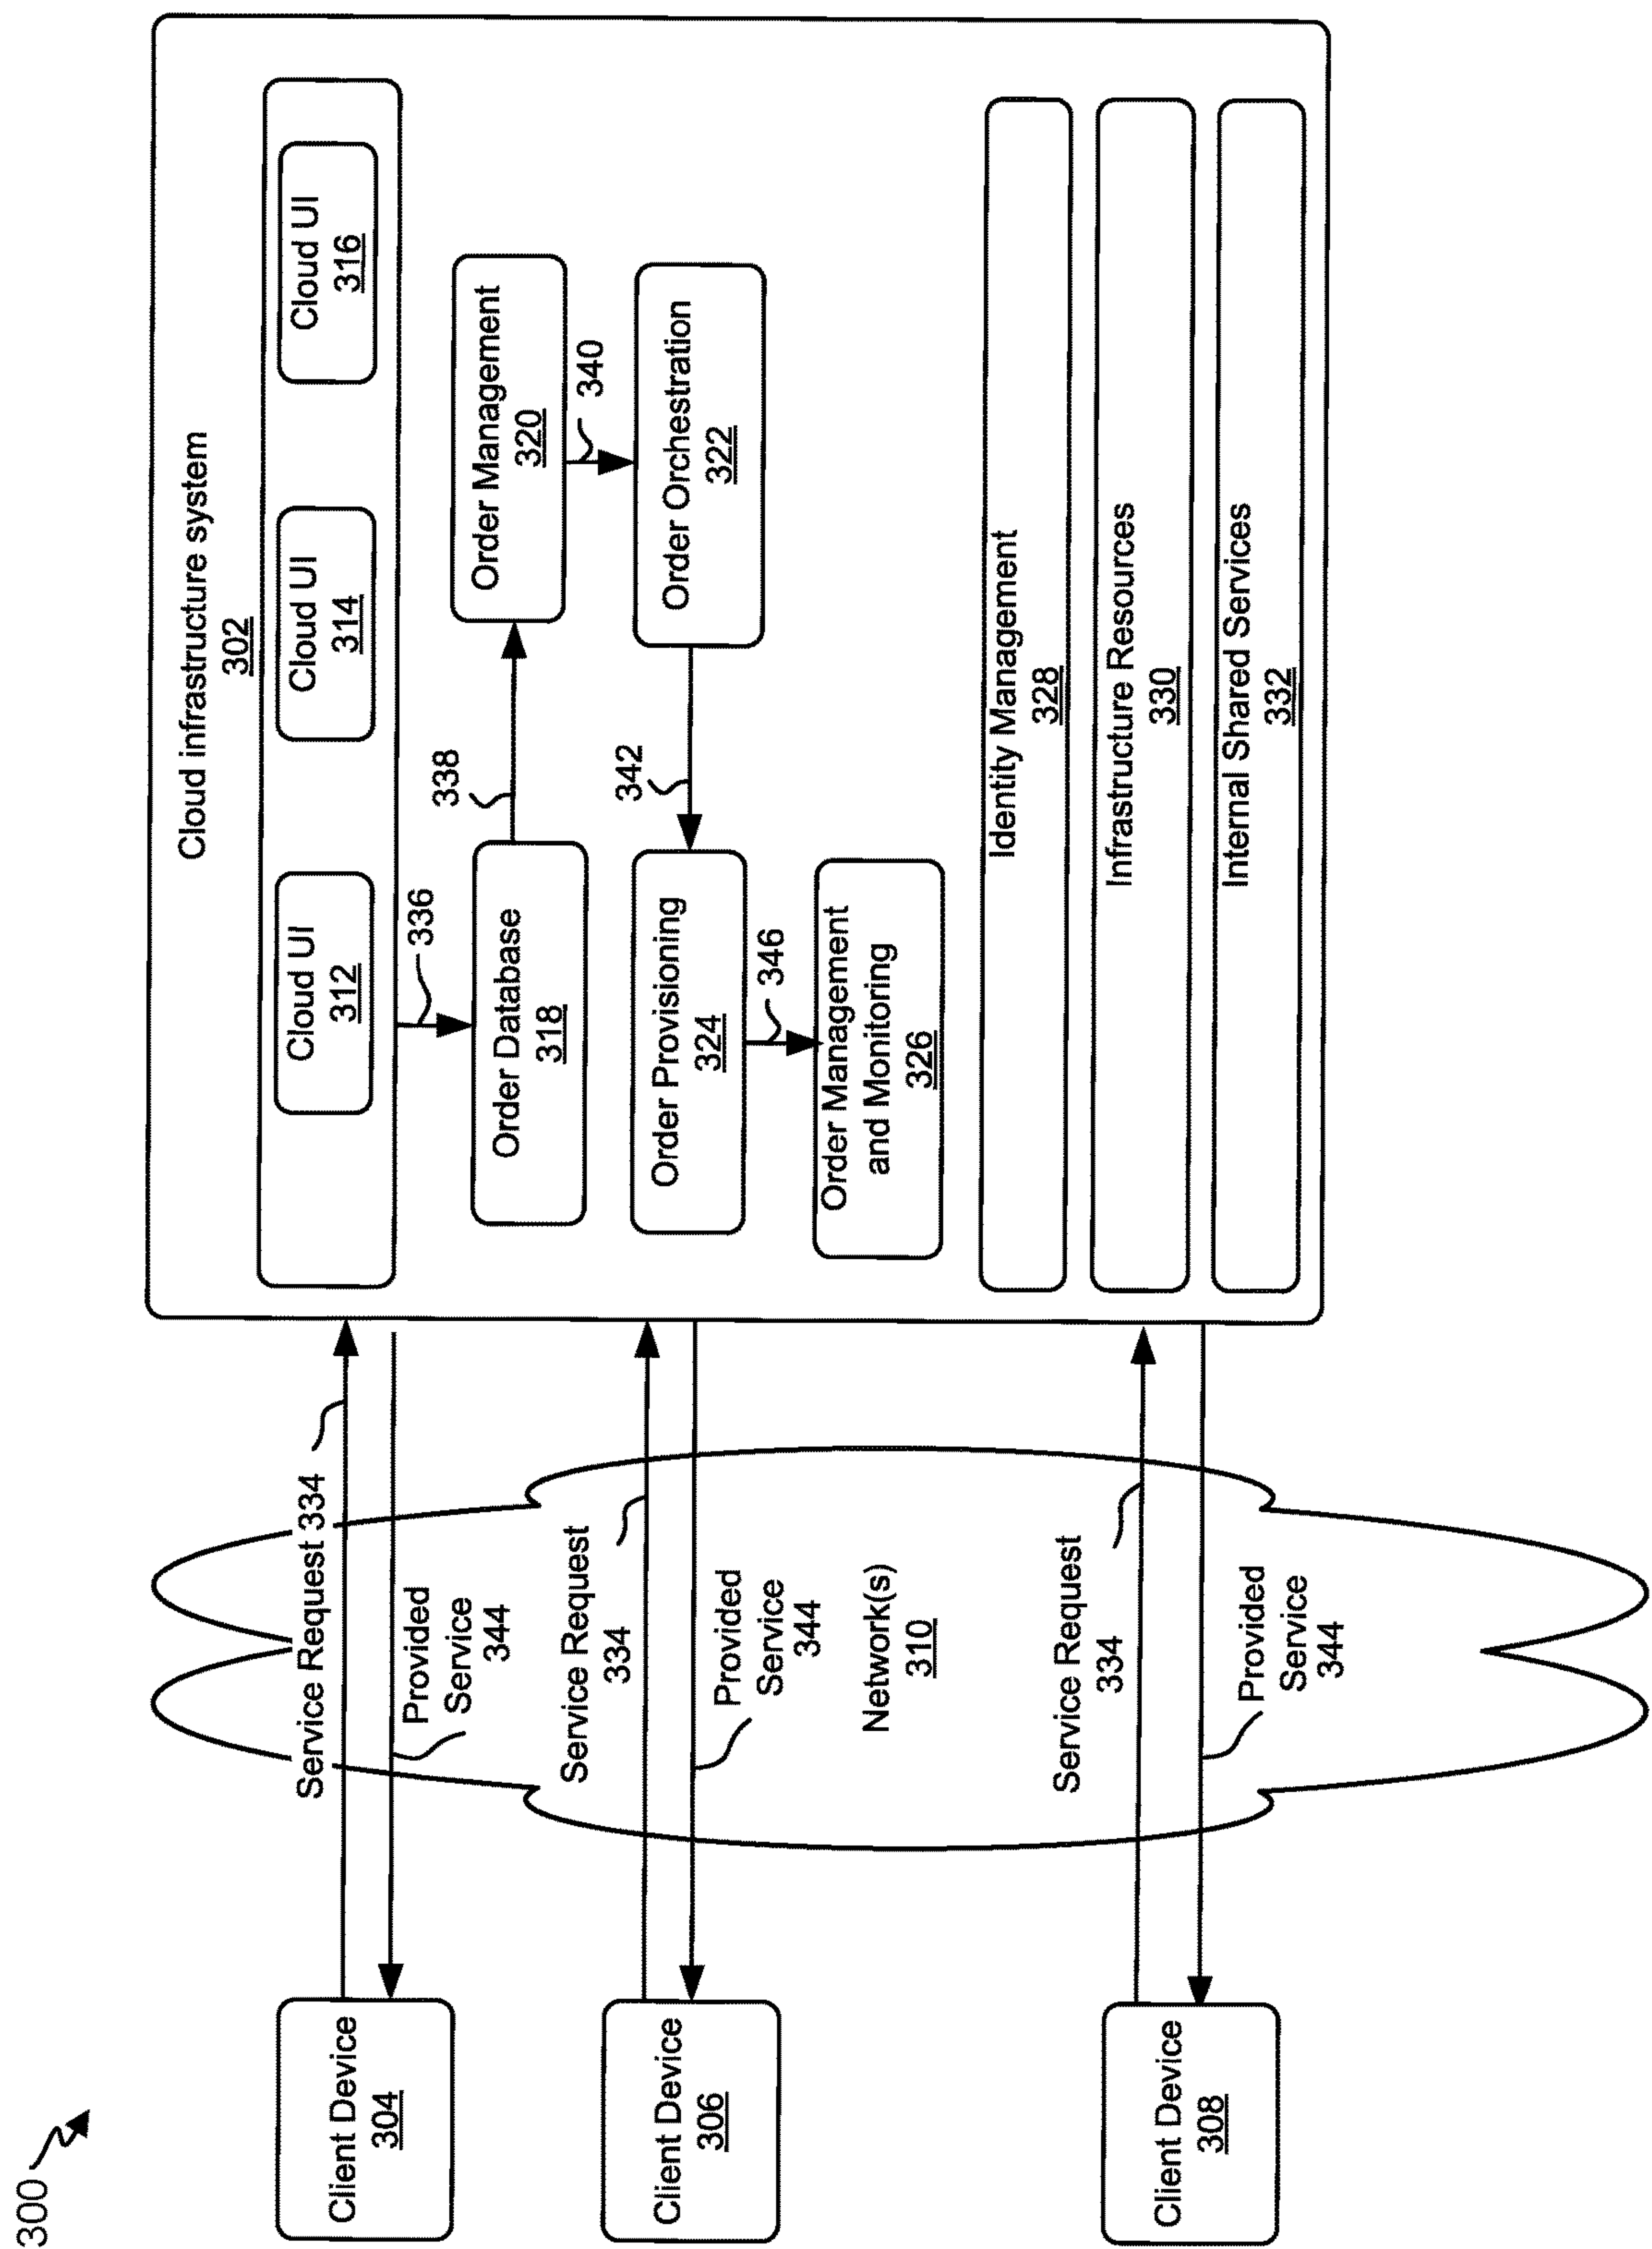 300
Cloud infrastructure system
302
Cloud UI
312
Cloud UI
314
Cloud UI
316
336
Order Database
318
338
Order Management
320
340
Order Orchestration
322
342
Order Provisioning
324
346
Order Management
and Monitoring
326
Identity Management
328
Infrastructure Resources
330
Internal Shared Services
332
Client Device
304
Service Request 334
Provided
Service
344
Client Device
306
Service Request
334
Provided
Service
344
Network(s)
310
Client Device
308
Service Request
334
Provided
Service
344